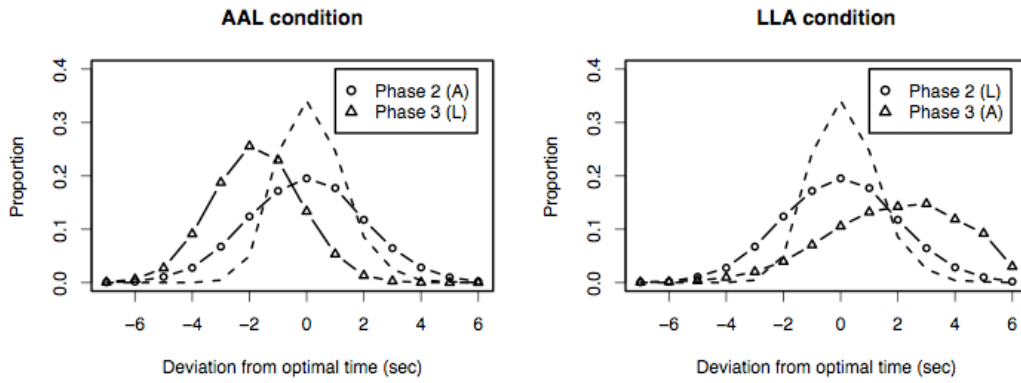 AAL condition
Proportion
0.4
0.3
0.2
0.1
0.0
Phase 2 (A)
Phase 3 (L)
−6 −4 −2 0 2 4 6
Deviation from optimal time (sec)
LLA condition
Proportion
0.4
0.3
0.2
0.1
0.0
Phase 2 (L)
Phase 3 (A)
−6 −4 −2 0 2 4 6
Deviation from optimal time (sec)